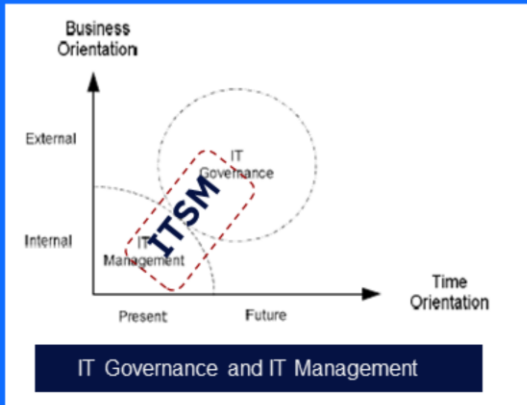 Business
Orientation
External
IT
Governance
ITSM
Internal
IT
Management
Time
Orientation
Present
Future
IT Governance and IT Management